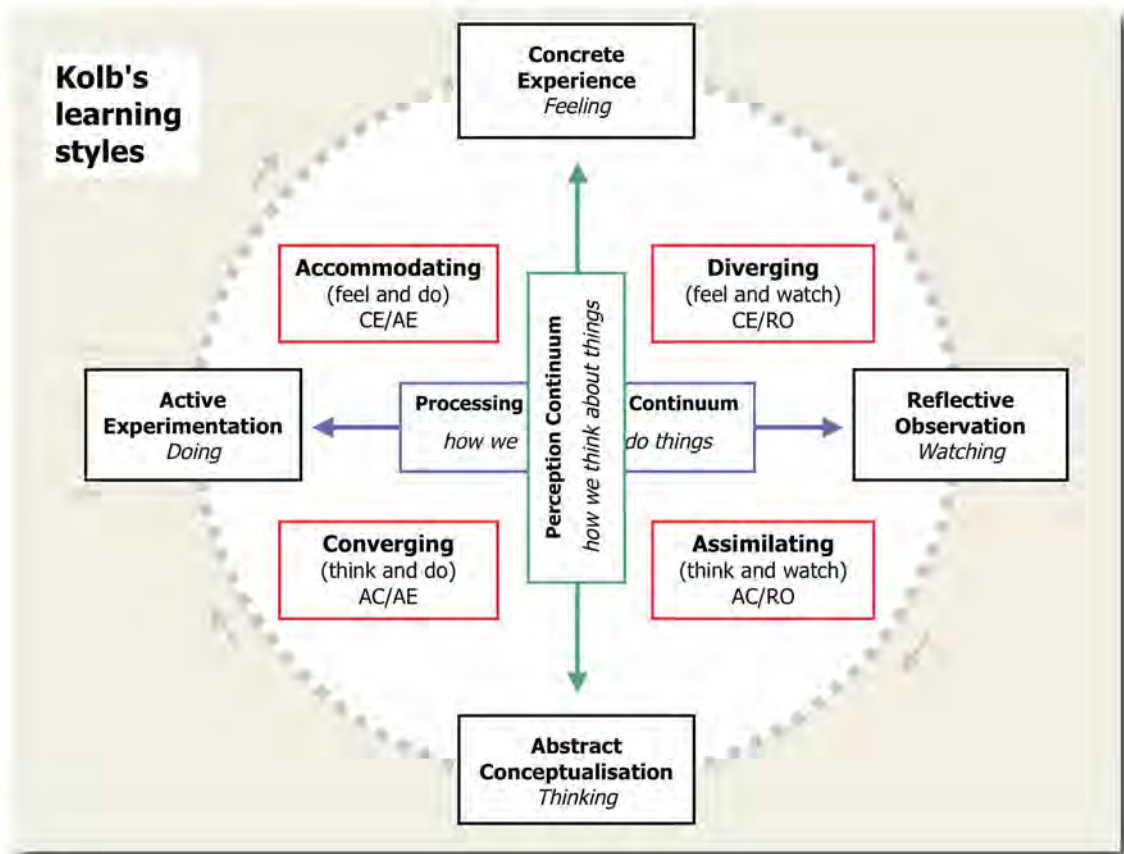 Kolb's
learning
styles
Concrete
Experience
Feeling
Accommodating
(feel and do)
CE/AE
Diverging
(feel and watch)
CE/RO
Active
Experimentation
Doing
Processing Continuum
how we do things
Perception Continuum
how we think about things
Reflective
Observation
Watching
Converging
(think and do)
AC/AE
Assimilating
(think and watch)
AC/RO
Abstract
Conceptualisation
Thinking